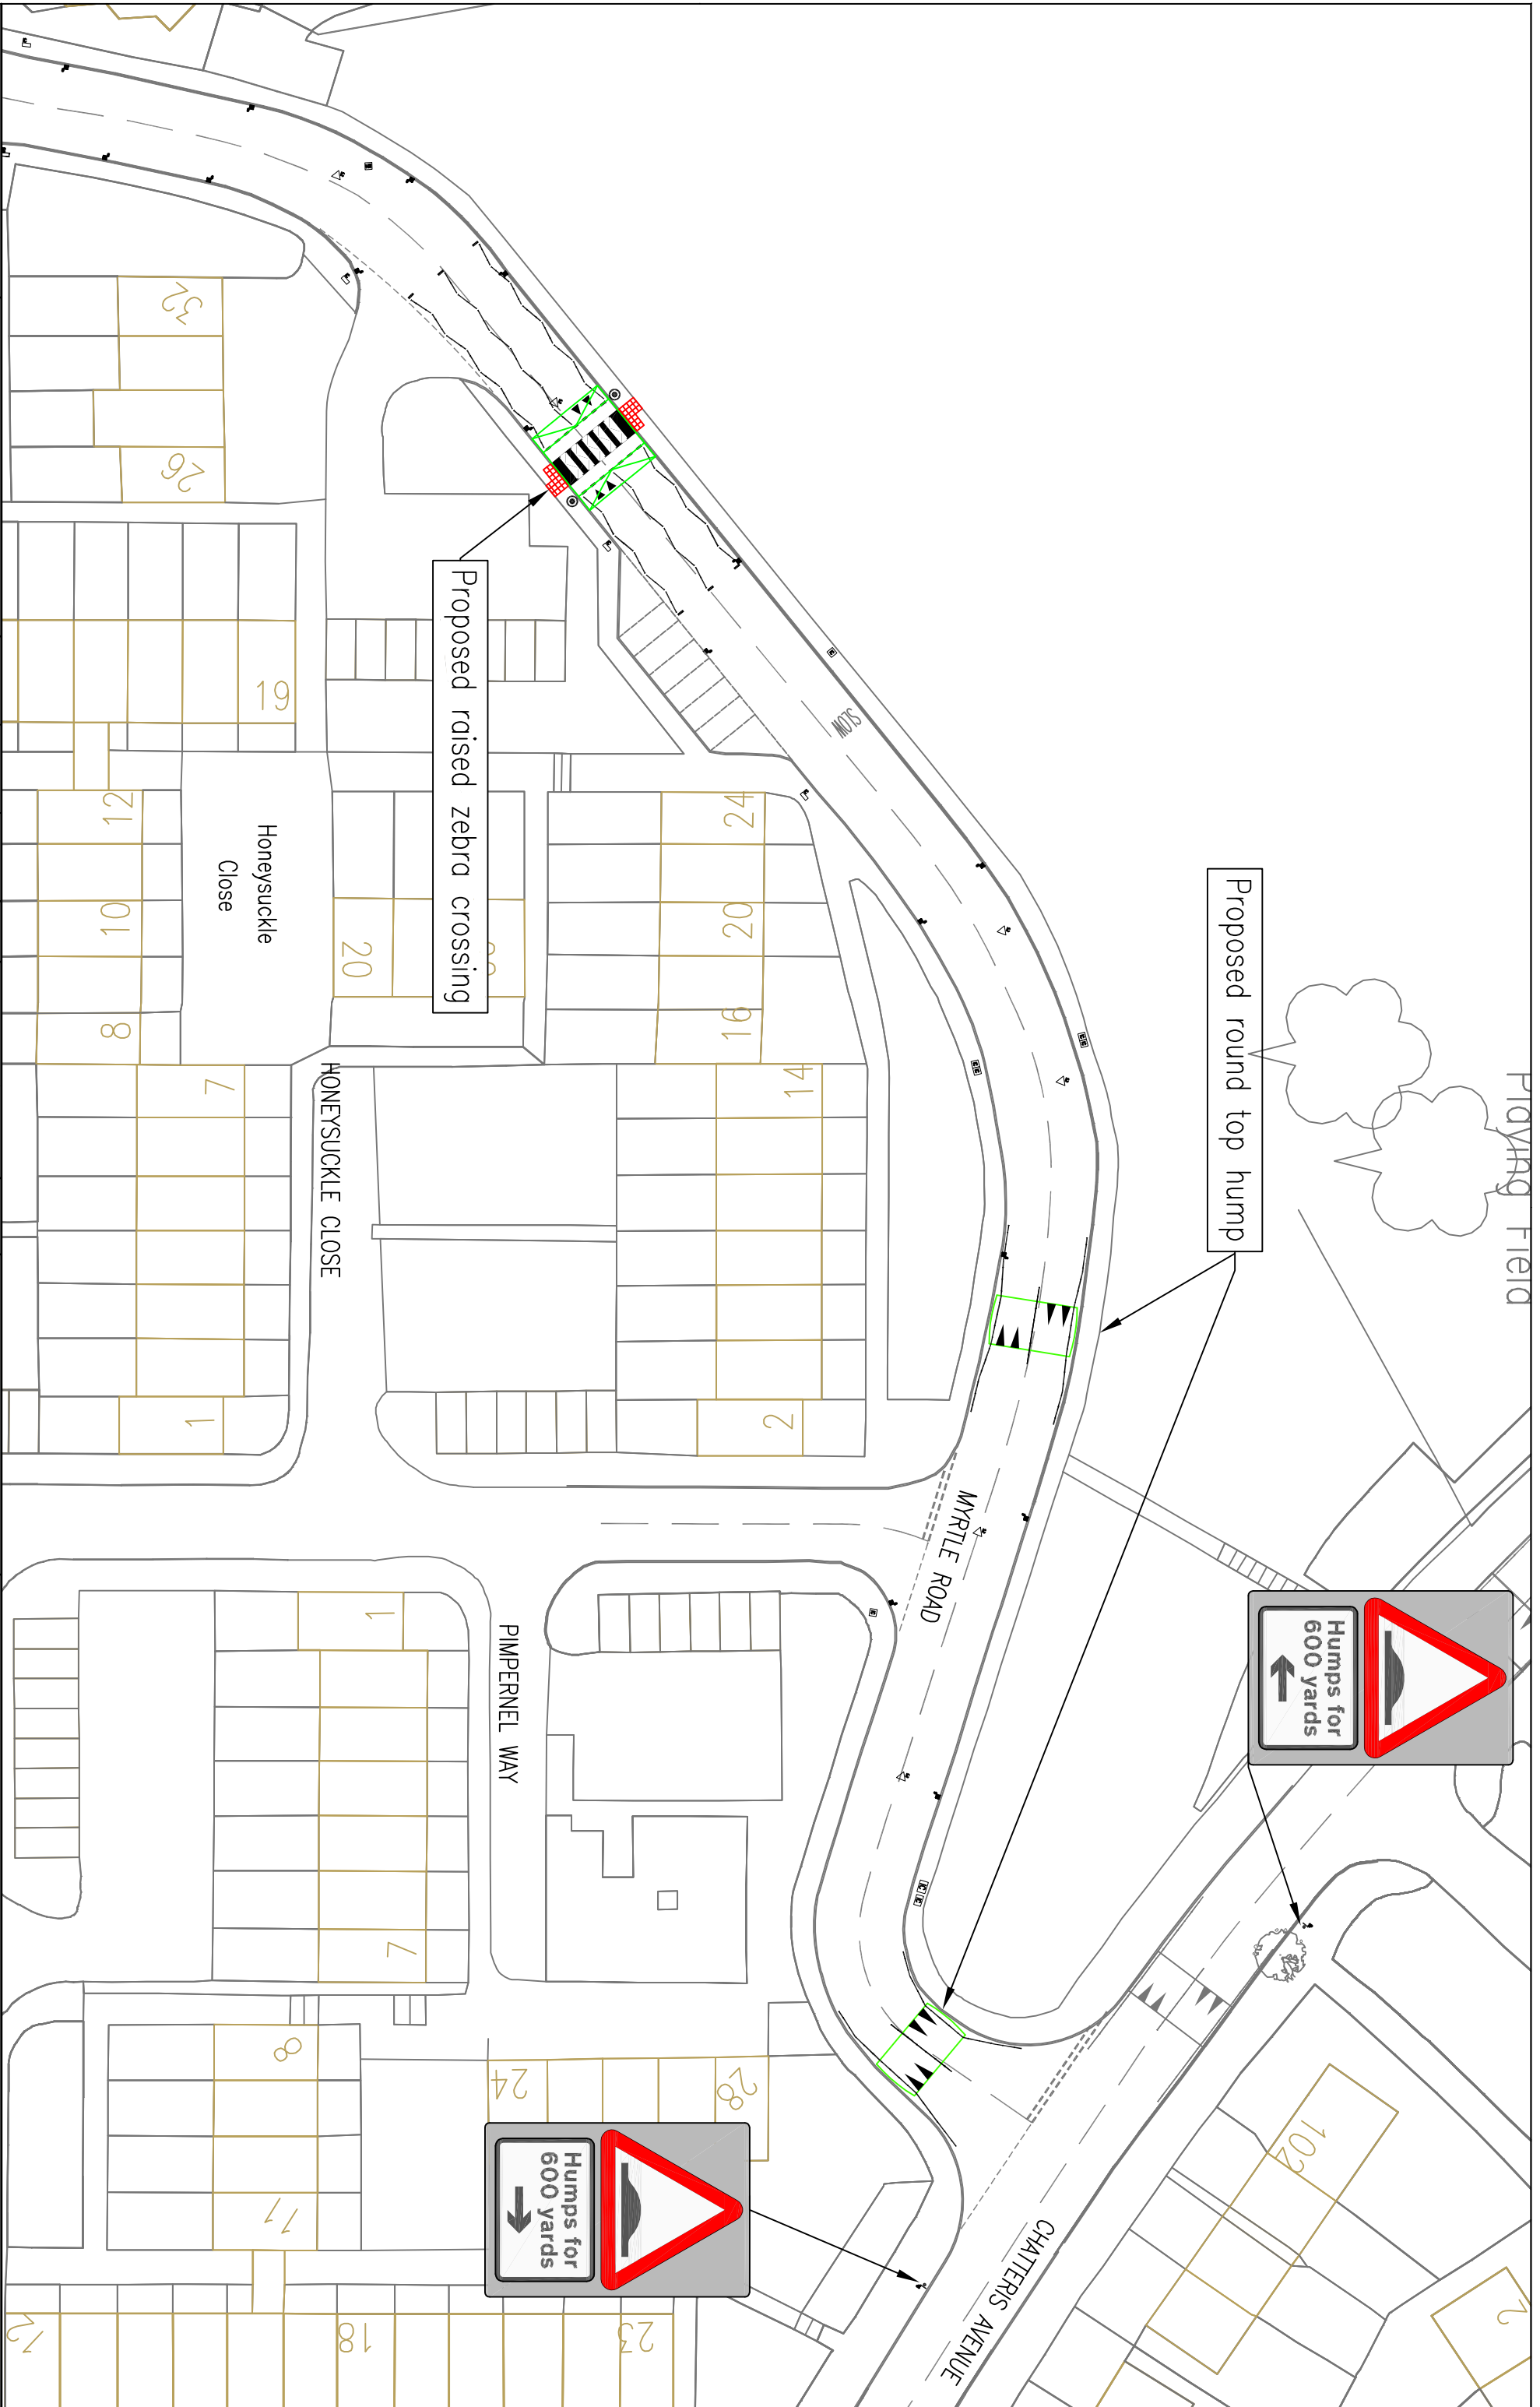 Playing Field
Proposed round top hump
Humps for
600 yards
SLOW
MYRTLE ROAD
CHATTERIS AVENUE
Proposed raised zebra crossing
Humps for
600 yards
PIMPERNEL WAY
HONEYSUCKLE CLOSE
Honeysuckle
Close
32
26
19
12
10
8
7
1
20
24
20
16
14
2
1
7
8
11
24
28
12
18
23
102
2